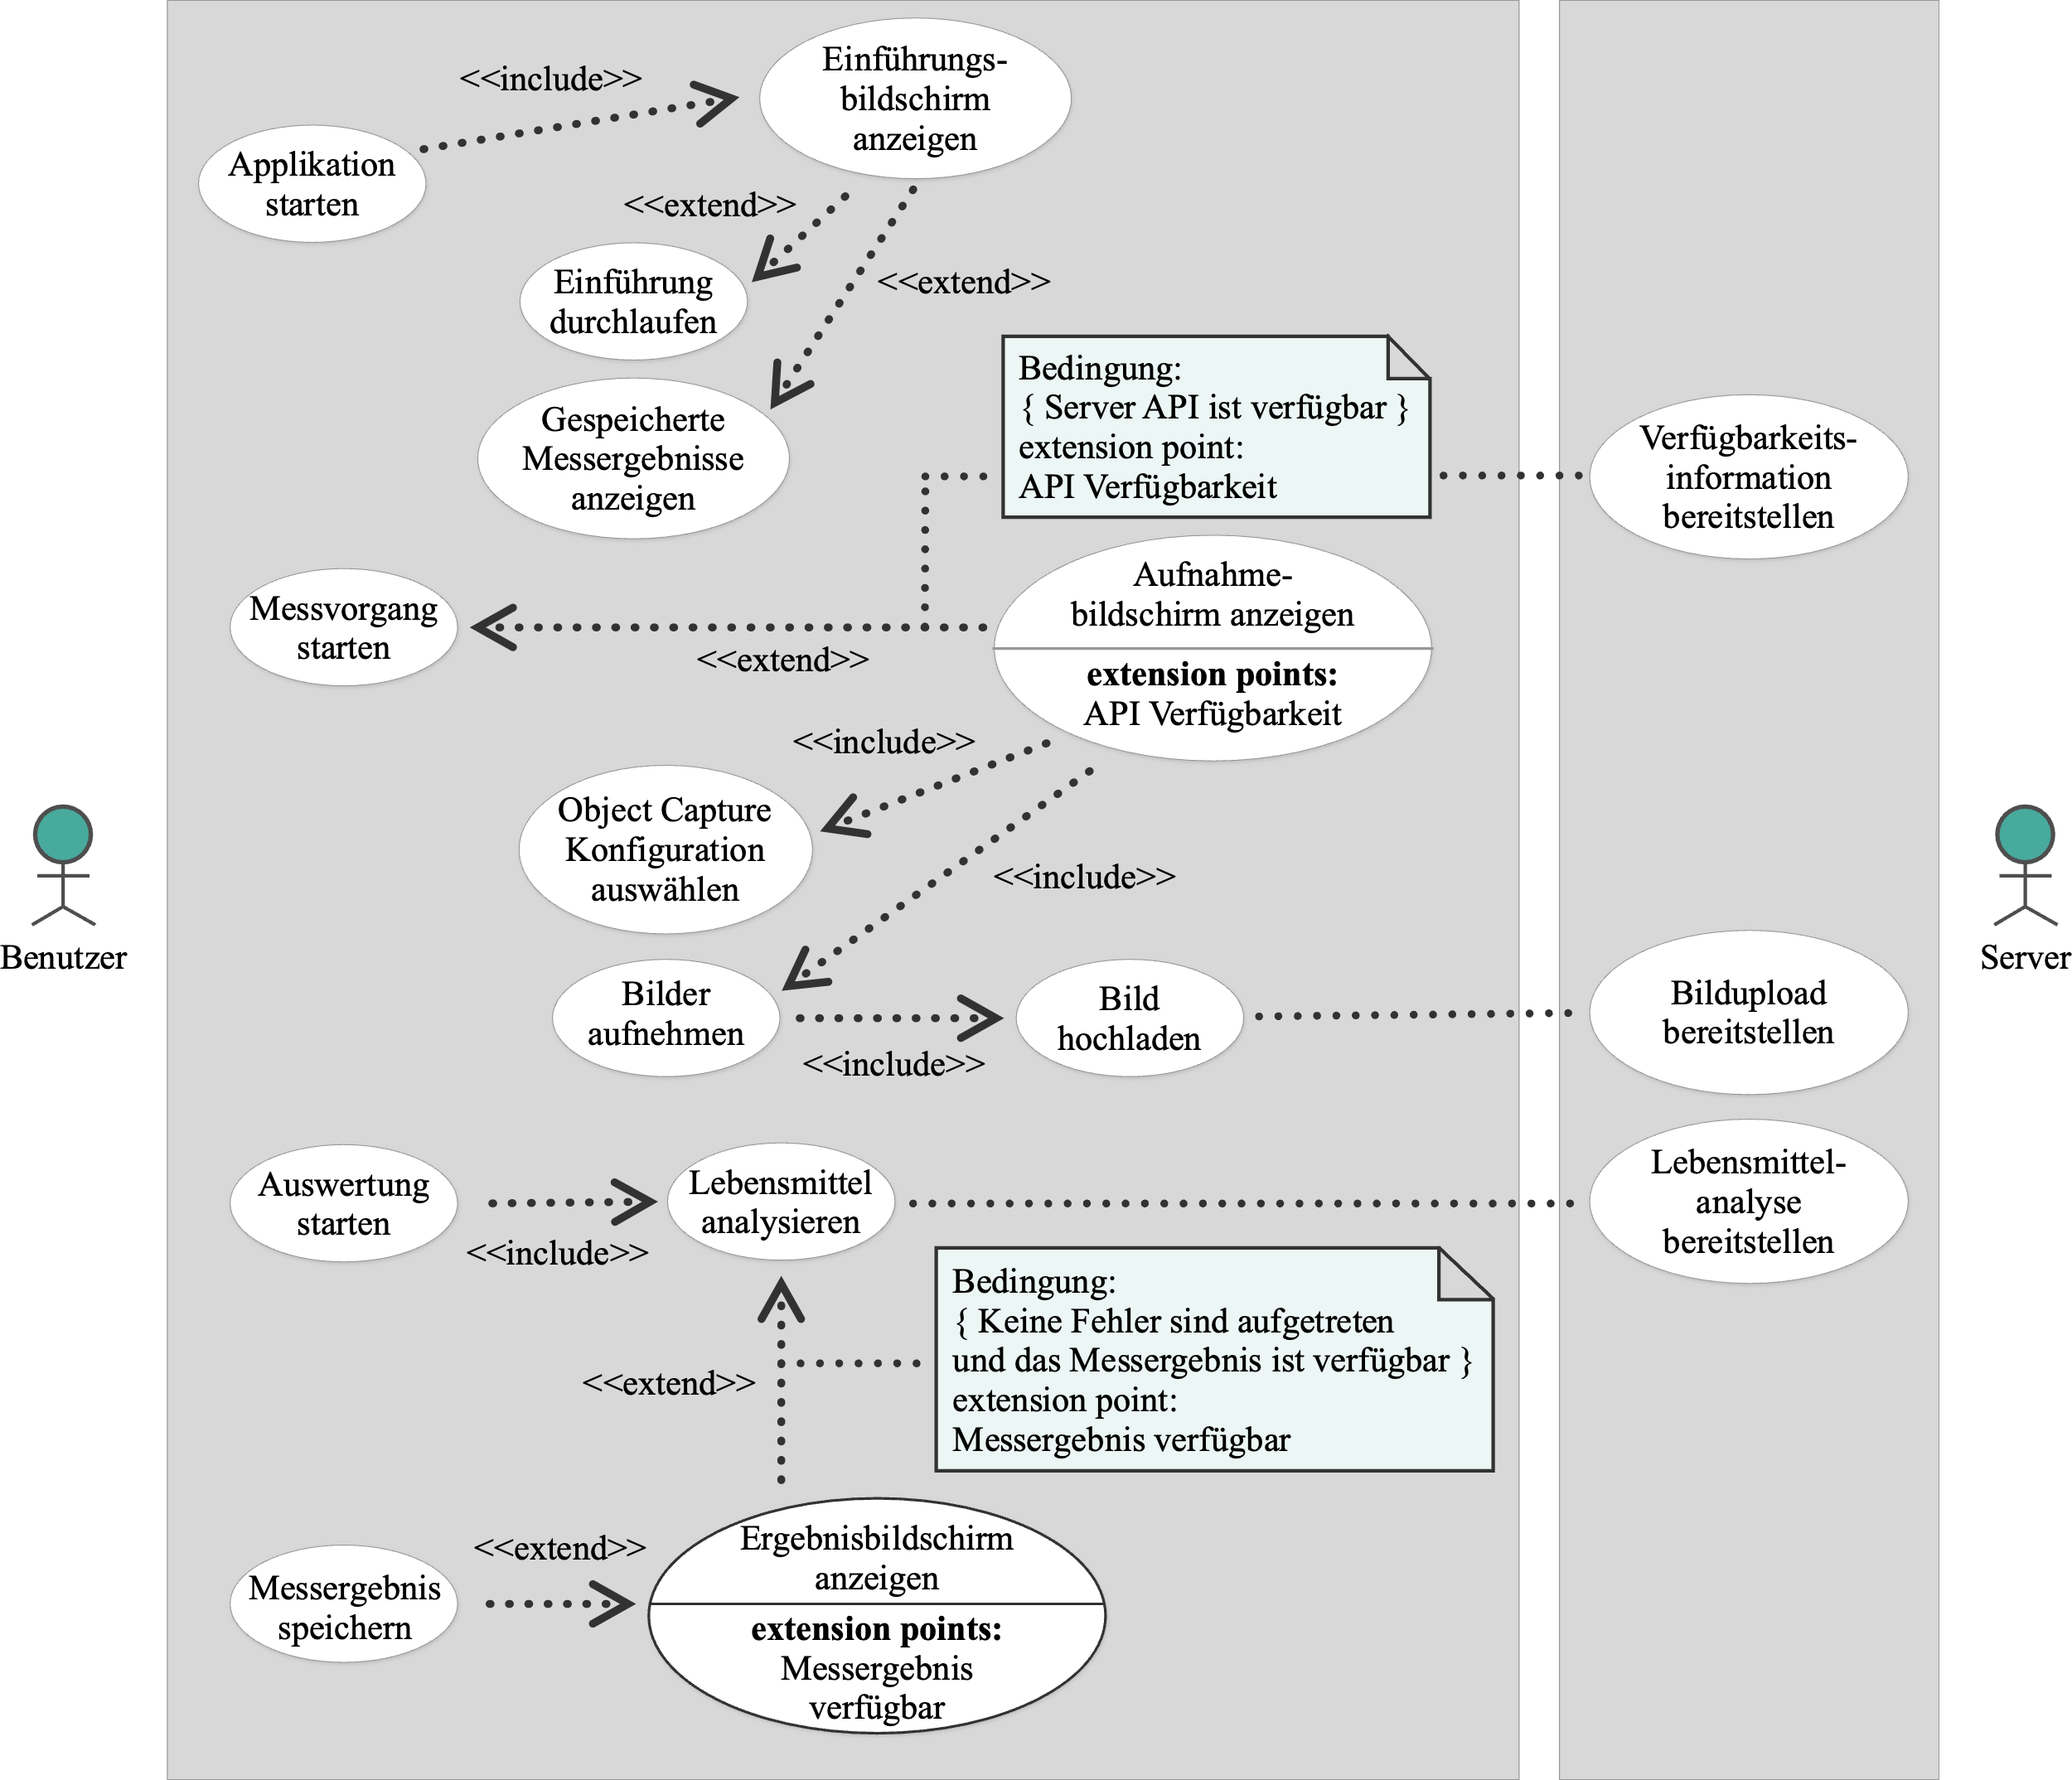 Einführungs-
bildschirm
anzeigen
<<include>>
Applikation
starten
<<extend>>
<<extend>>
Einführung
durchlaufen
Gespeicherte
Messergebnisse
anzeigen
Bedingung:
{ Server API ist verfügbar }
extension point:
API Verfügbarkeit
Verfügbarkeits-
information
bereitstellen
Messvorgang
starten
<<extend>>
Aufnahme-
bildschirm anzeigen
extension points:
API Verfügbarkeit
<<include>>
Object Capture
Konfiguration
auswählen
<<include>>
Benutzer
Server
Bilder
aufnehmen
<<include>>
Bild
hochladen
Bildupload
bereitstellen
Auswertung
starten
<<include>>
Lebensmittel
analysieren
Lebensmittel-
analyse
bereitstellen
<<extend>>
Bedingung:
{ Keine Fehler sind aufgetreten
und das Messergebnis ist verfügbar }
extension point:
Messergebnis verfügbar
Messergebnis
speichern
<<extend>>
Ergebnisbildschirm
anzeigen
extension points:
Messergebnis
verfügbar